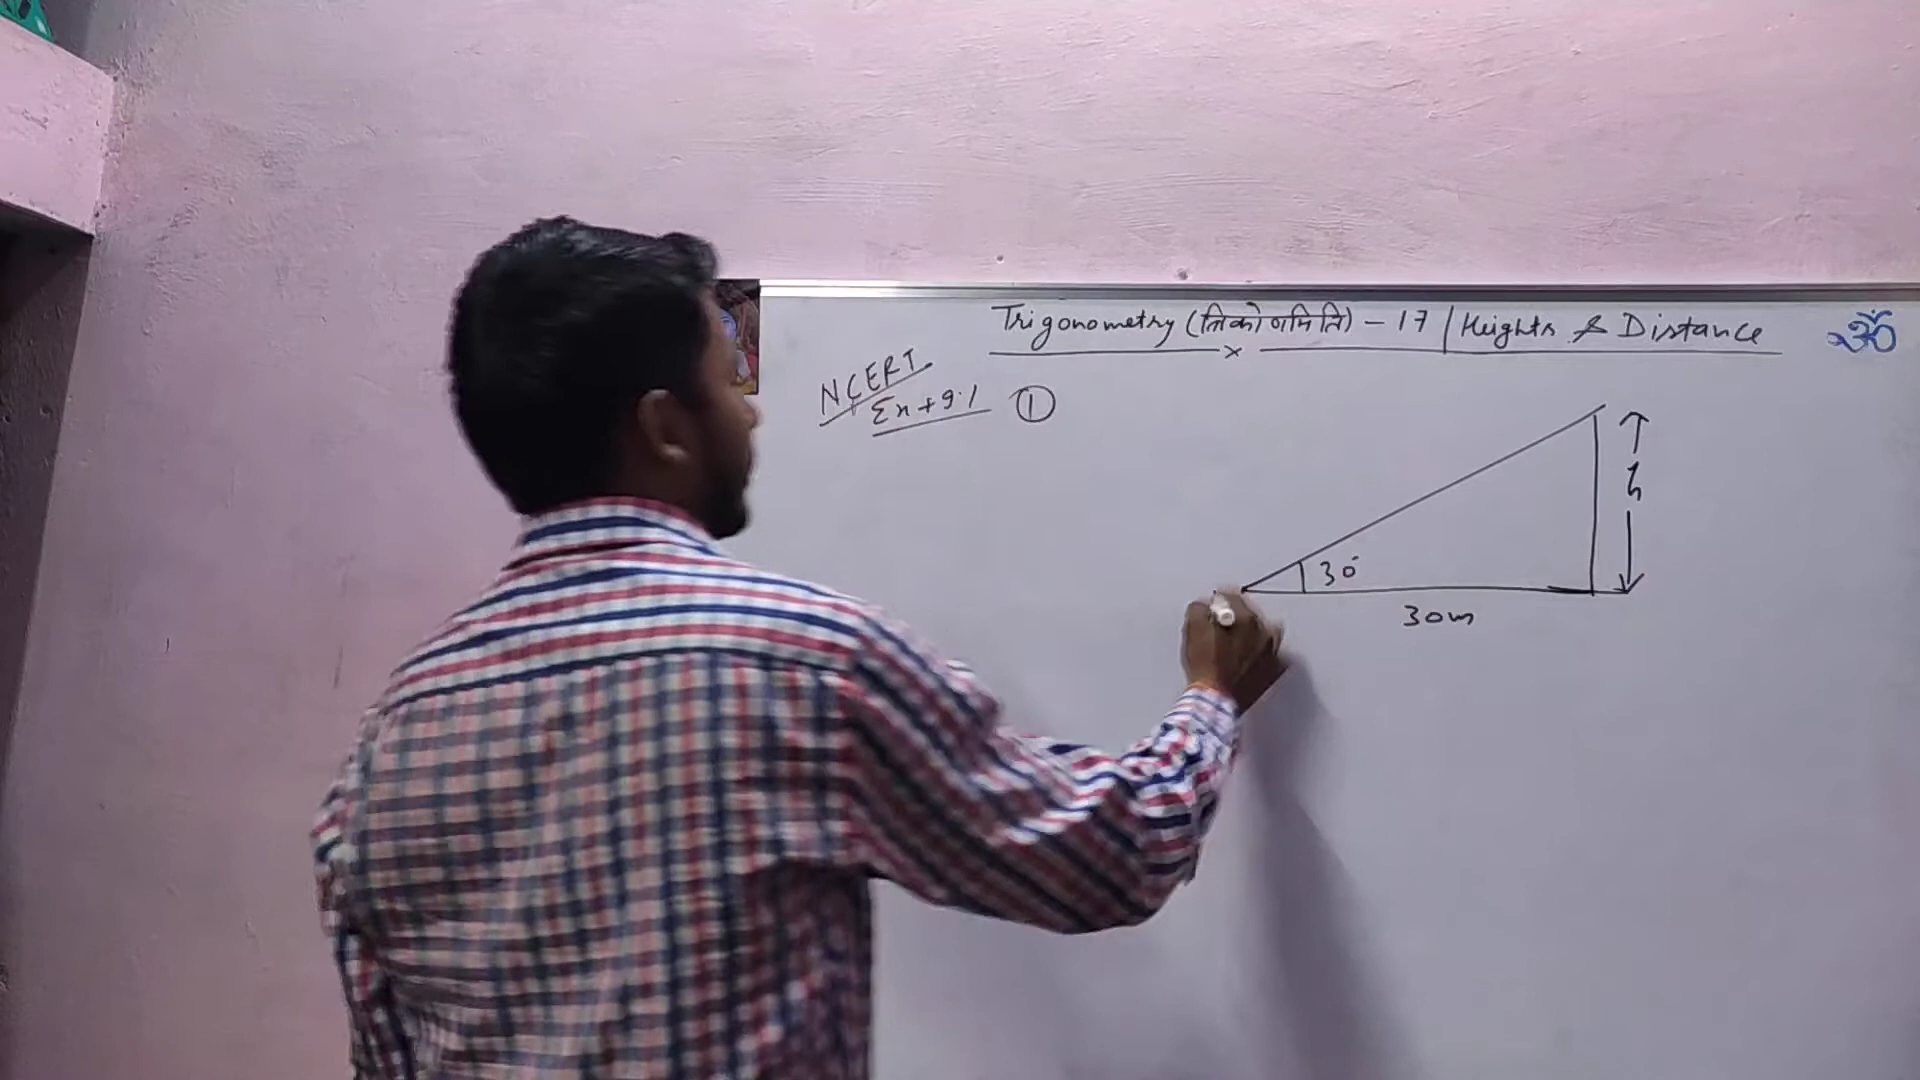 Trigonometry (त्रिकोणमिति) - 17 | Heights & Distance
ॐ
NCERT
Ex + 9.1 ①
h
30°
30m